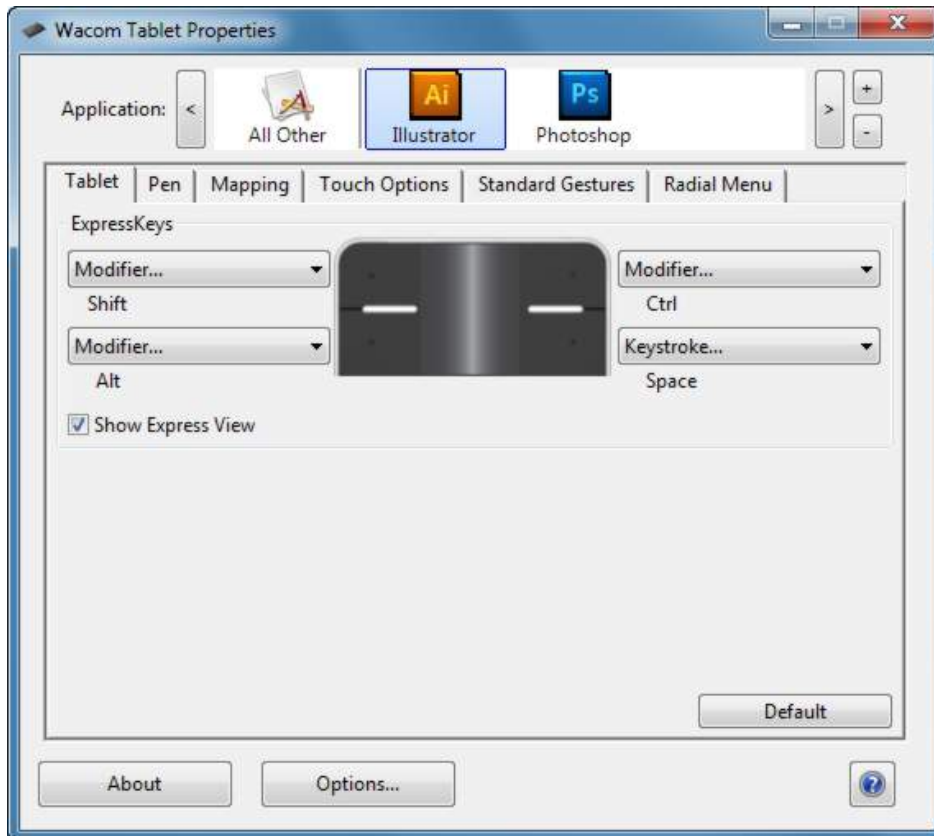 Wacom Tablet Properties
Application: < Ai Ps > +
All Other Illustrator Photoshop -
Tablet Pen Mapping Touch Options Standard Gestures Radial Menu
ExpressKeys
Modifier... Modifier...
Shift Ctrl
Modifier... Keystroke...
Alt Space
Show Express View
Default
About Options... ?